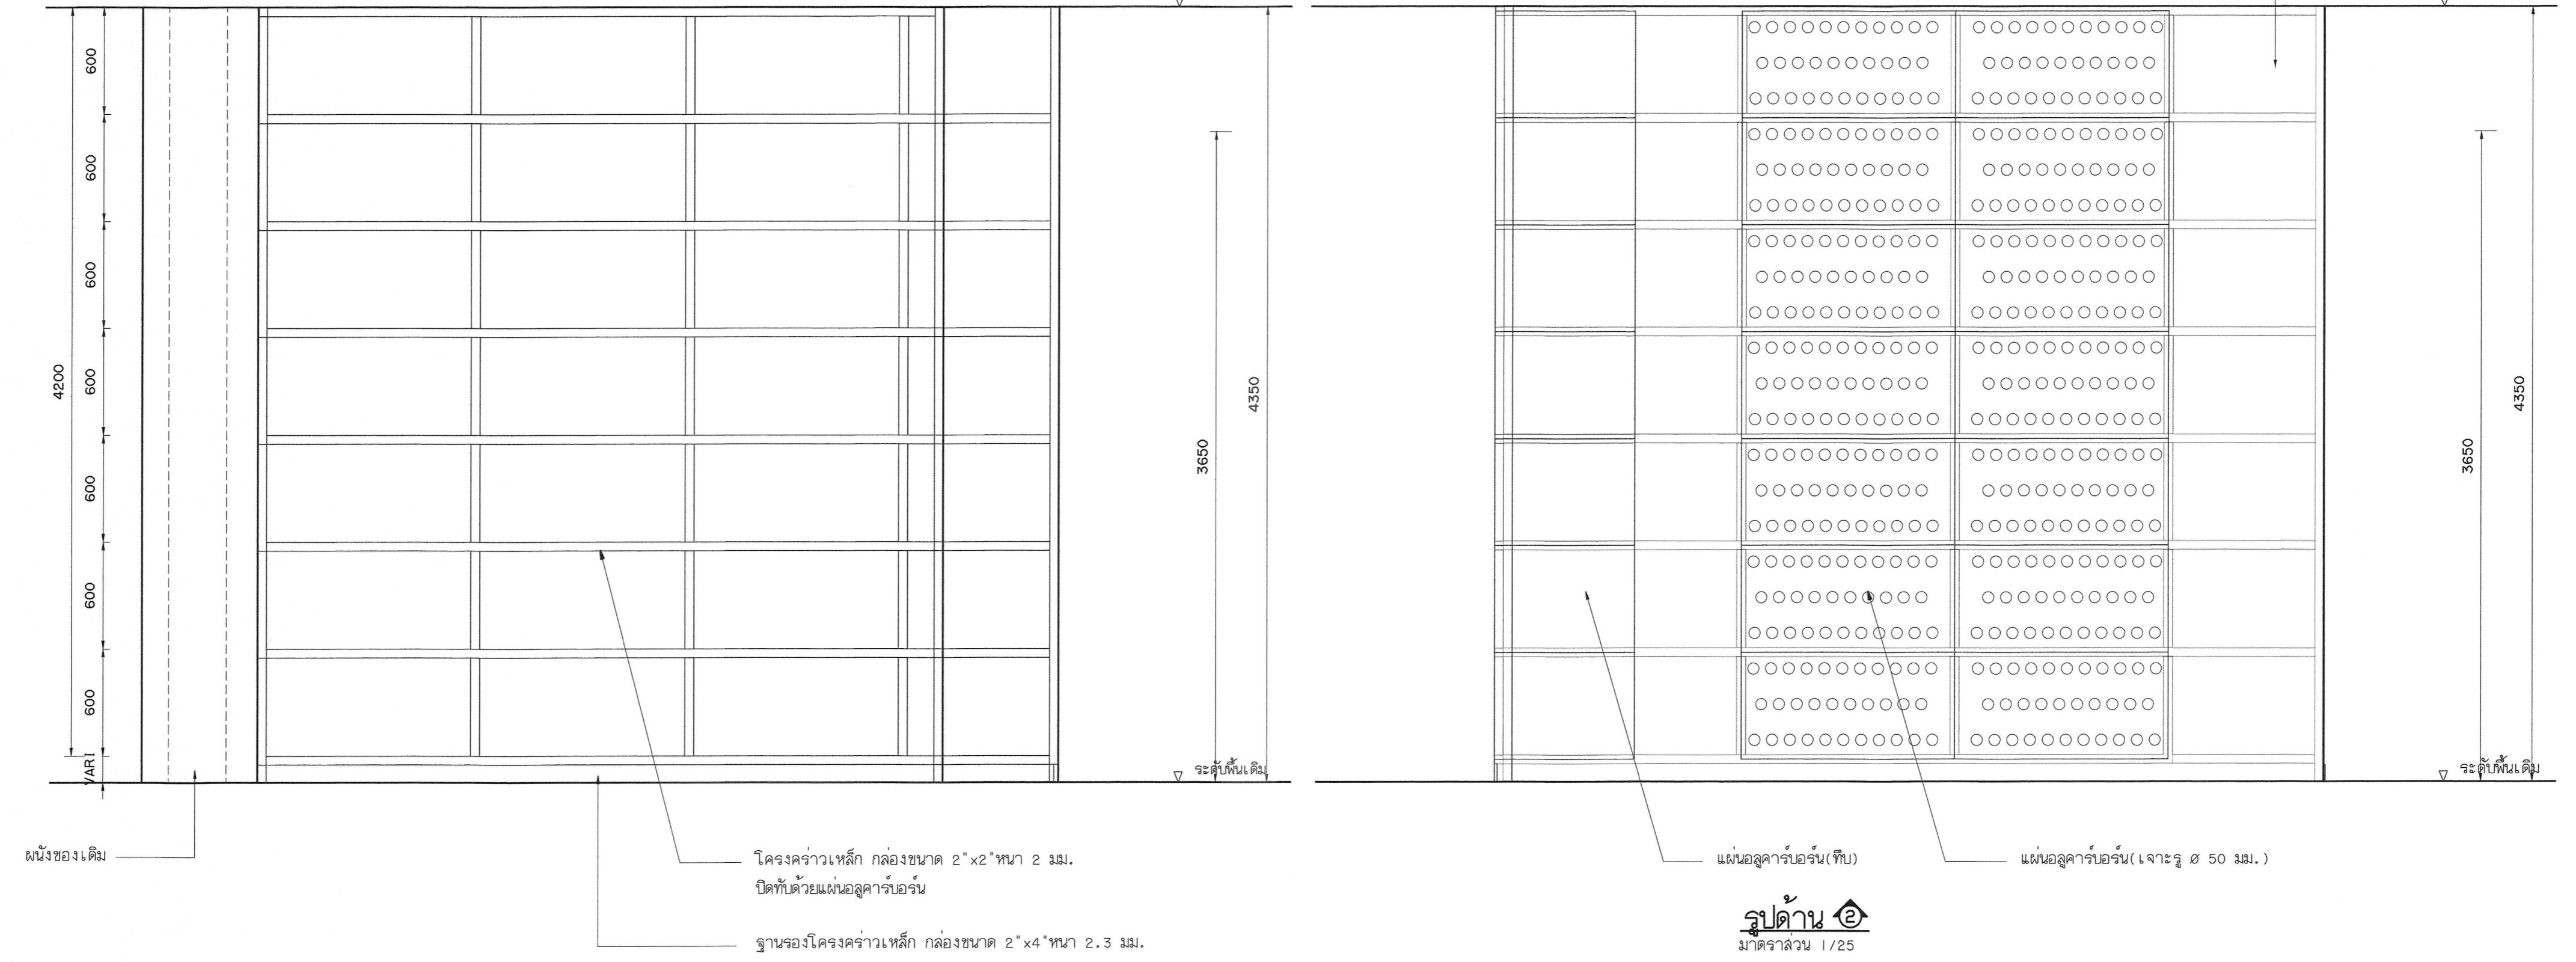 600
600
600
600
600
600
600
VARI
4200
3650
4350
ระดับพื้นเดิม
ผนังของเดิม
โครงคร่าวเหล็ก กล่องขนาด 2"x2"หนา 2 มม.
ปิดทับด้วยแผ่นอลูคาร์บอร์น
ฐานรองโครงคร่าวเหล็ก กล่องขนาด 2"x4"หนา 2.3 มม.
3650
4350
ระดับพื้นเดิม
แผ่นอลูคาร์บอร์น(ทึบ)
แผ่นอลูคาร์บอร์น(เจาะรู Ø 50 มม.)
รูปด้าน 2
มาตราส่วน 1/25